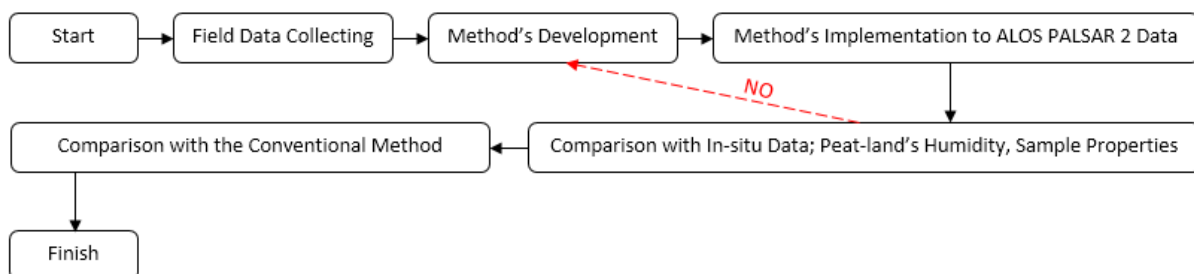 Start
Field Data Collecting
Method's Development
Method's Implementation to ALOS PALSAR 2 Data
NO
Comparison with the Conventional Method
Comparison with In-situ Data; Peat-land's Humidity, Sample Properties
Finish